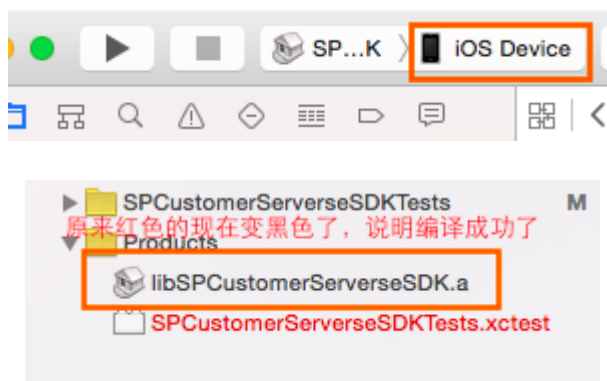 SP...K
iOS Device
SPCustomerServerseSDKTests M
原来红色的现在变黑色了，说明编译成功了
Products
libSPCustomerServerseSDK.a
SPCustomerServerseSDKTests.xctest